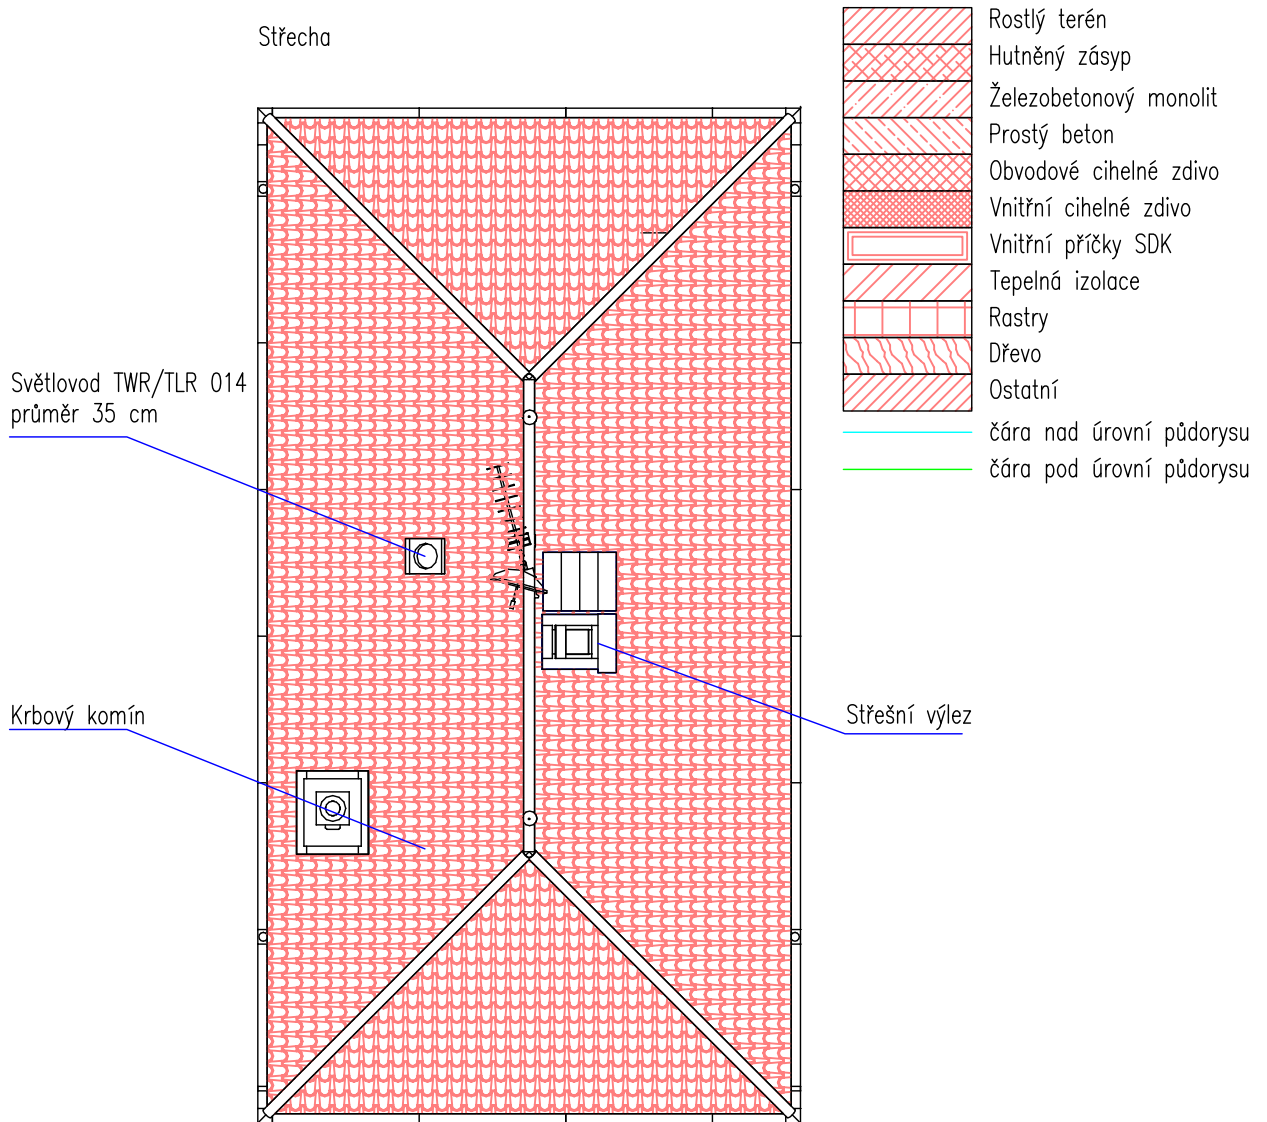 Střecha
Rostlý terén
Hutněný zásyp
Železobetonový monolit
Prostý beton
Obvodové cihelné zdivo
Vnitřní cihelné zdivo
Vnitřní příčky SDK
Tepelná izolace
Rastry
Dřevo
Ostatní
čára nad úrovní půdorysu
čára pod úrovní půdorysu
Světlovod TWR/TLR 014
průměr 35 cm
Krbový komín
Střešní výlez